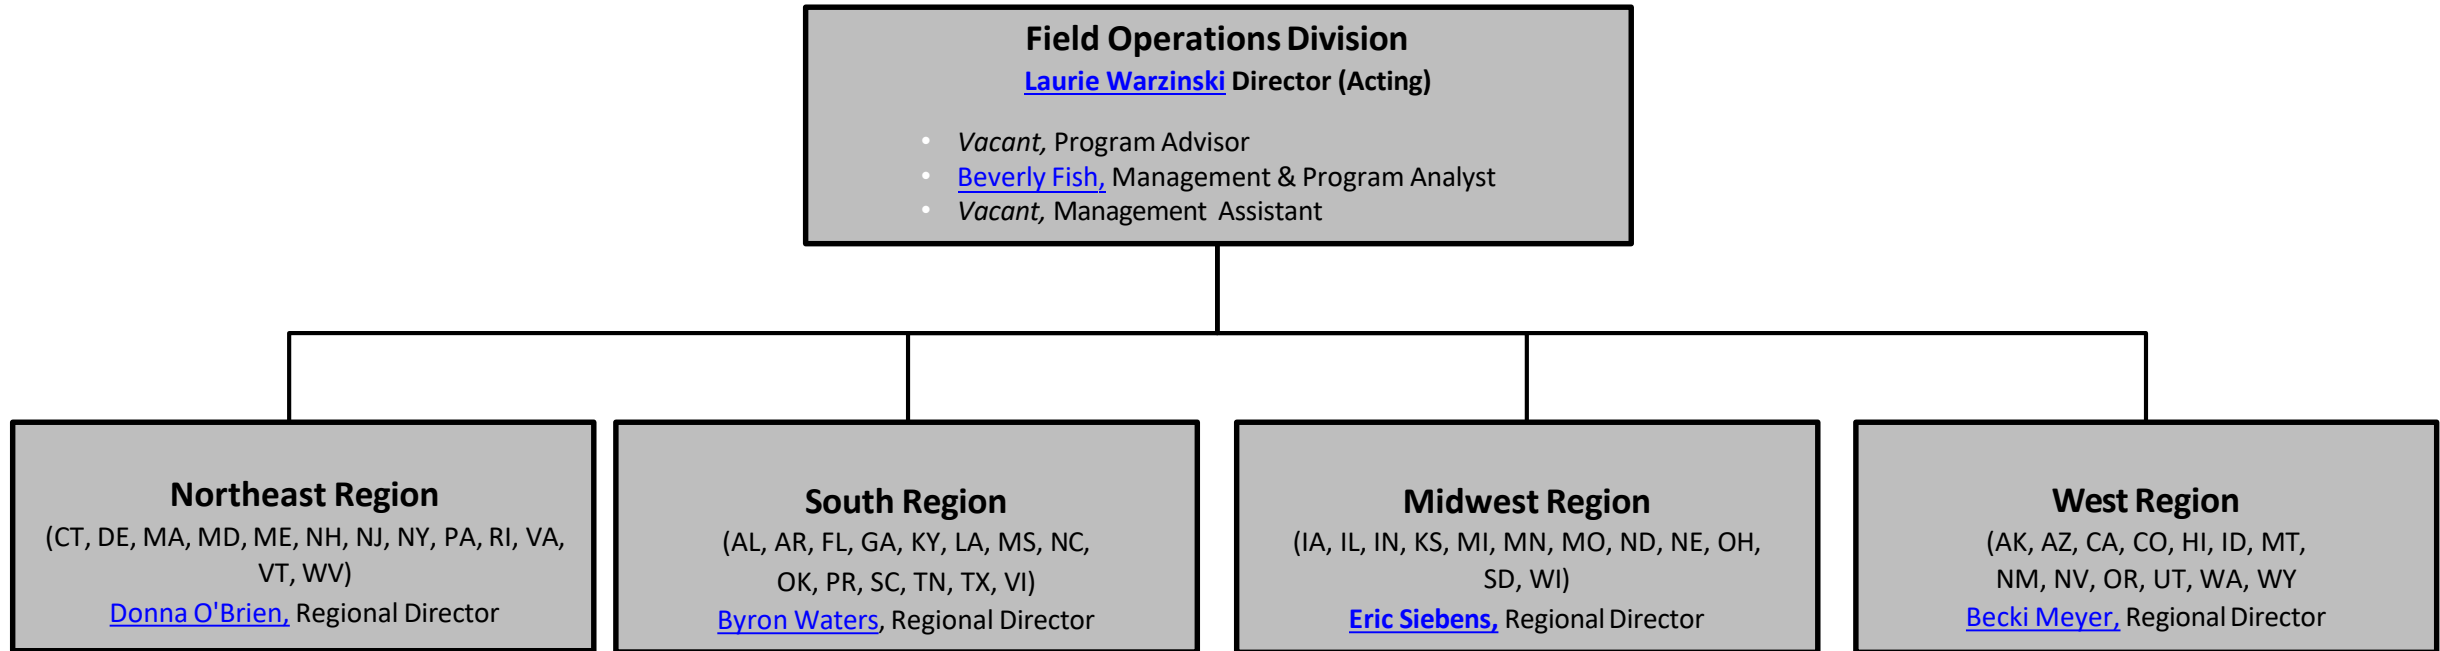 Field Operations Division
Laurie Warzinski Director (Acting)
• Vacant, Program Advisor
• Beverly Fish, Management & Program Analyst
• Vacant, Management Assistant
Northeast Region
(CT, DE, MA, MD, ME, NH, NJ, NY, PA, RI, VA,
VT, WV)
Donna O'Brien, Regional Director
South Region
(AL, AR, FL, GA, KY, LA, MS, NC,
OK, PR, SC, TN, TX, VI)
Byron Waters, Regional Director
Midwest Region
(IA, IL, IN, KS, MI, MN, MO, ND, NE, OH,
SD, WI)
Eric Siebens, Regional Director
West Region
(AK, AZ, CA, CO, HI, ID, MT,
NM, NV, OR, UT, WA, WY
Becki Meyer, Regional Director